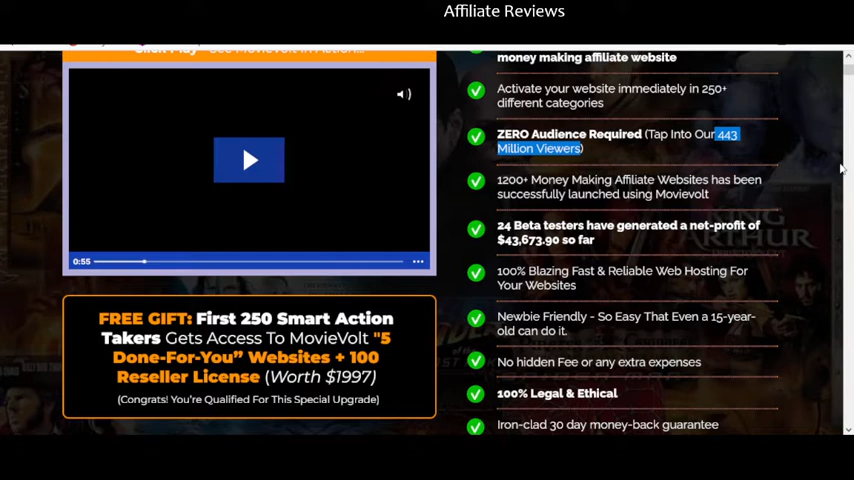 Affiliate Reviews
money making affiliate website
Activate your website immediately in 250+
different categories
ZERO Audience Required (Tap Into Our 443
Million Viewers)
1200+ Money Making Affiliate Websites has been
successfully launched using Movievolt
24 Beta testers have generated a net-profit of
$43,673.90 so far
100% Blazing Fast & Reliable Web Hosting For
Your Websites
Newbie Friendly - So Easy That Even a 15-year-
old can do it.
No hidden Fee or any extra expenses
100% Legal & Ethical
Iron-clad 30 day money-back guarantee
0:55
FREE GIFT: First 250 Smart Action
Takers Gets Access To MovieVolt "5
Done-For-You” Websites + 100
Reseller License (Worth $1997)
(Congrats! You're Qualified For This Special Upgrade)
KING
ARTHUR